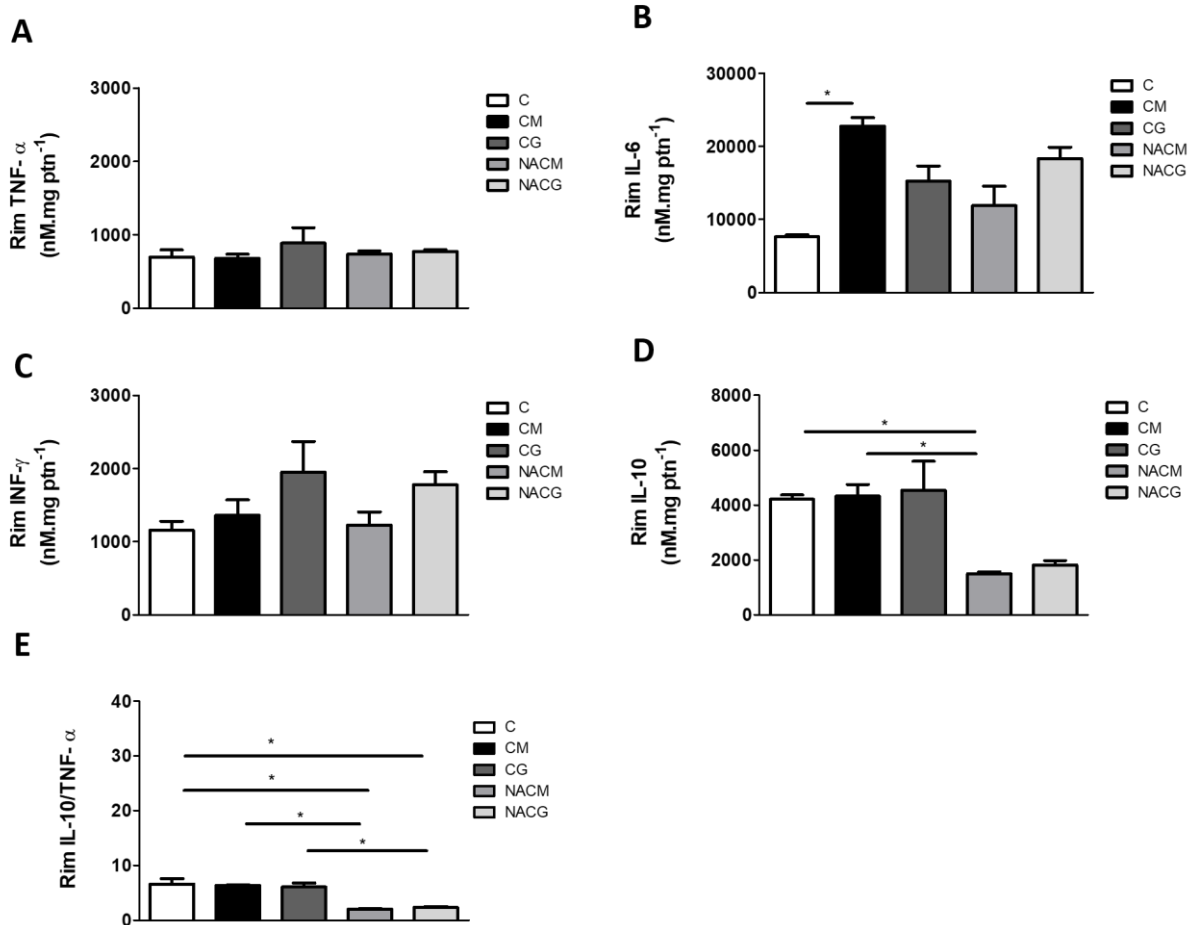 A
Rim TNF- α
(nM.mg ptn⁻¹)
3000
2000
1000
0
C
CM
CG
NACM
NACG
B
Rim IL-6
(nM.mg ptn⁻¹)
30000
20000
10000
0
*
C
CM
CG
NACM
NACG
C
Rim INF-γ
(nM.mg ptn⁻¹)
3000
2000
1000
0
C
CM
CG
NACM
NACG
D
Rim IL-10
(nM.mg ptn⁻¹)
8000
6000
4000
2000
0
*
*
C
CM
CG
NACM
NACG
E
Rim IL-10/TNF- α
40
30
20
10
0
*
*
*
*
C
CM
CG
NACM
NACG